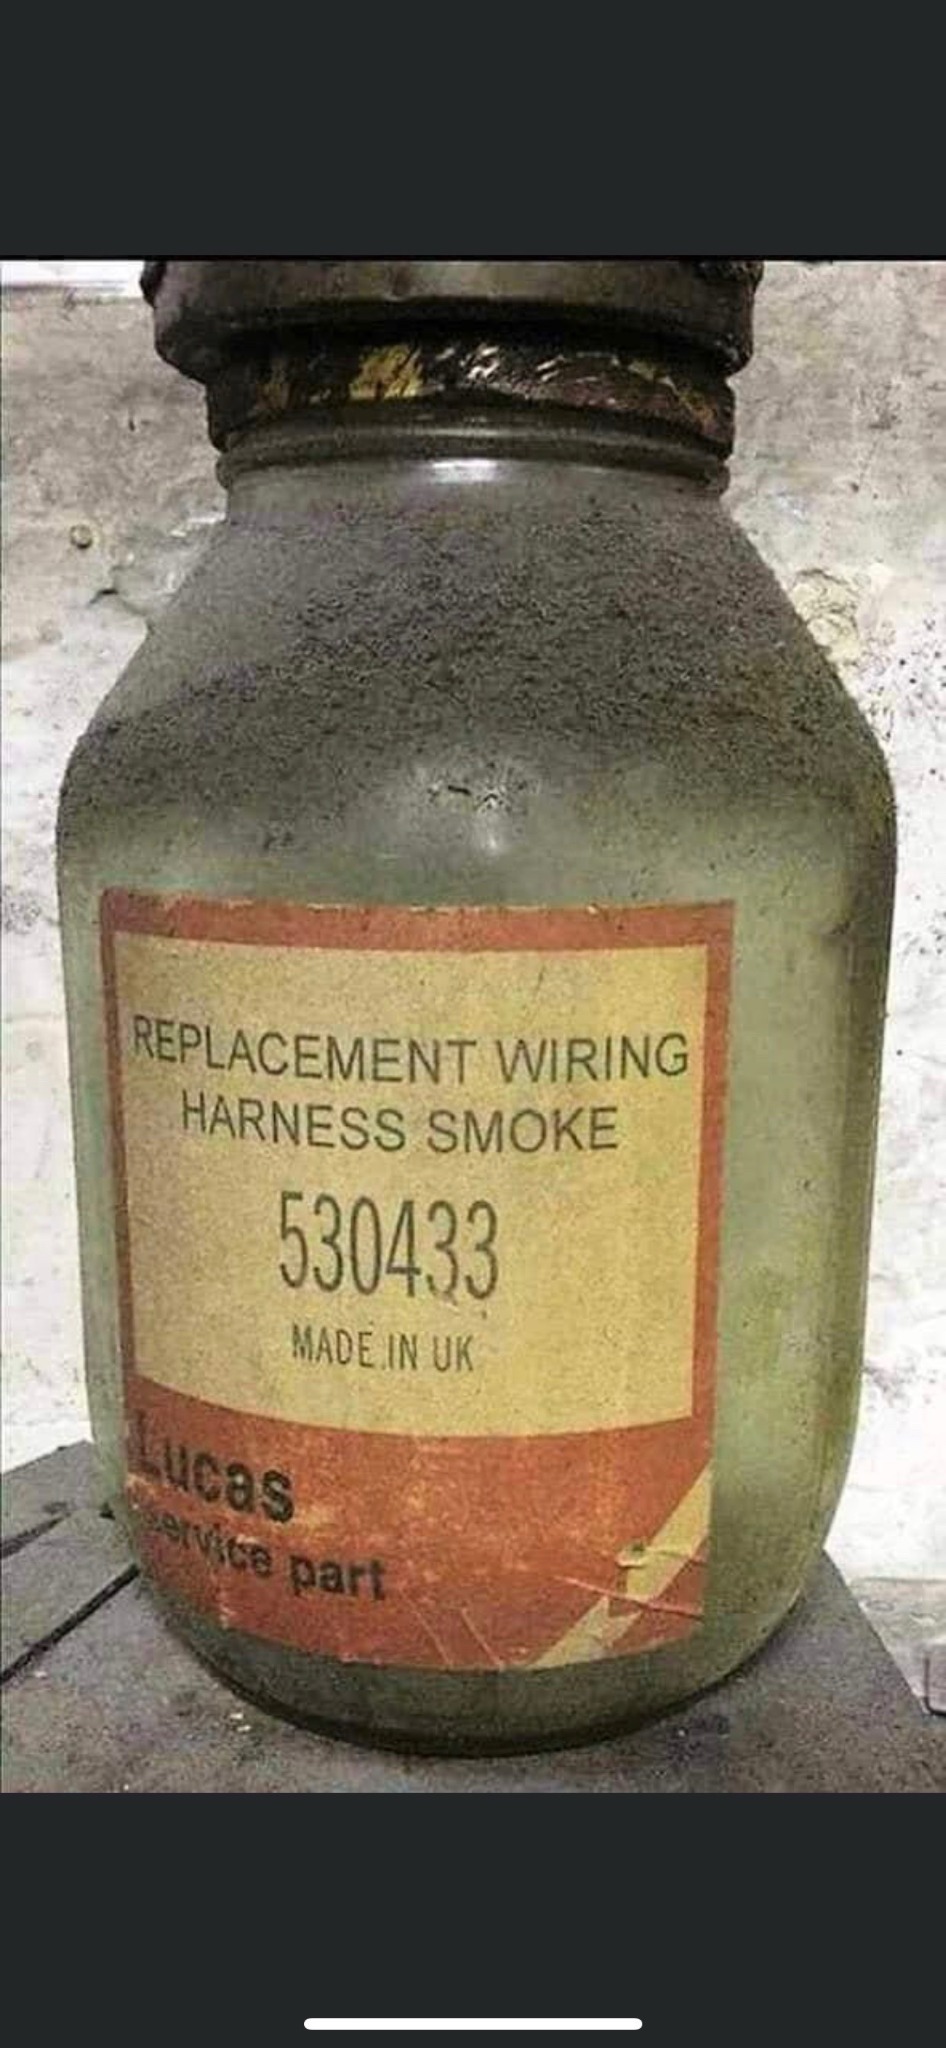 REPLACEMENT WIRING
HARNESS SMOKE
530433
MADE IN UK
Lucas
service part